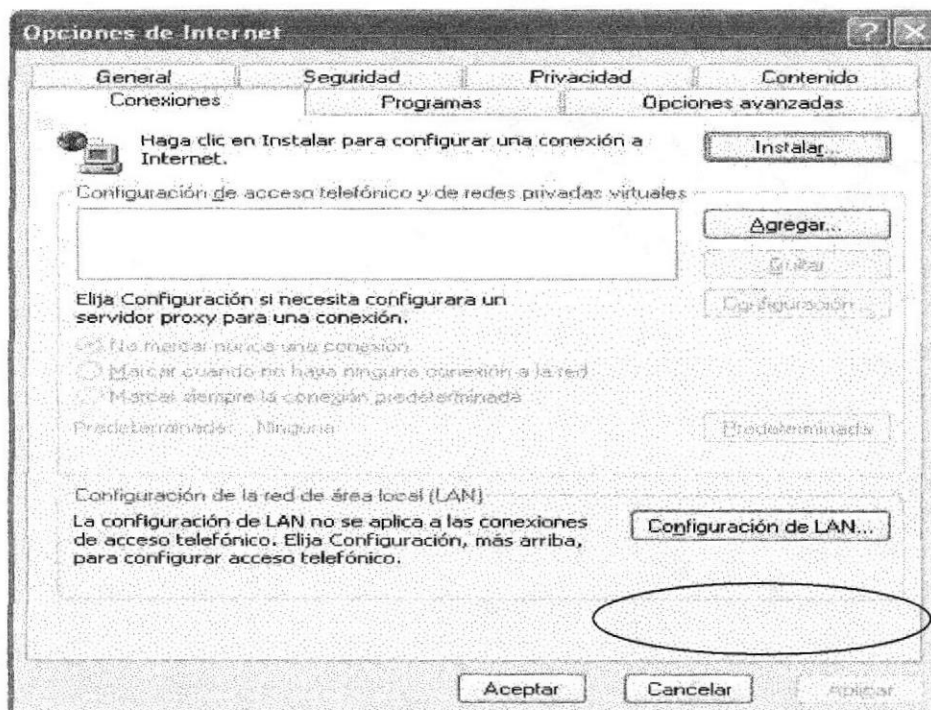 Opciones de Internet
General Seguridad Privacidad Contenido
Conexiones Programas Opciones avanzadas
Haga clic en Instalar para configurar una conexión a
Internet.
Instalar...
Configuración de acceso telefónico y de redes privadas virtuales
Agregar...
Quitar
Elija Configuración si necesita configurara un
servidor proxy para una conexión.
Configuración...
No marcar nunca una conexión
Marcar cuando no haya ninguna conexión a la red
Marcar siempre la conexión predeterminada
Predeterminado: Ninguna
Predeterminada
Configuración de la red de área local (LAN)
La configuración de LAN no se aplica a las conexiones
de acceso telefónico. Elija Configuración, más arriba,
para configurar acceso telefónico.
Configuración de LAN...
Aceptar Cancelar Aplicar